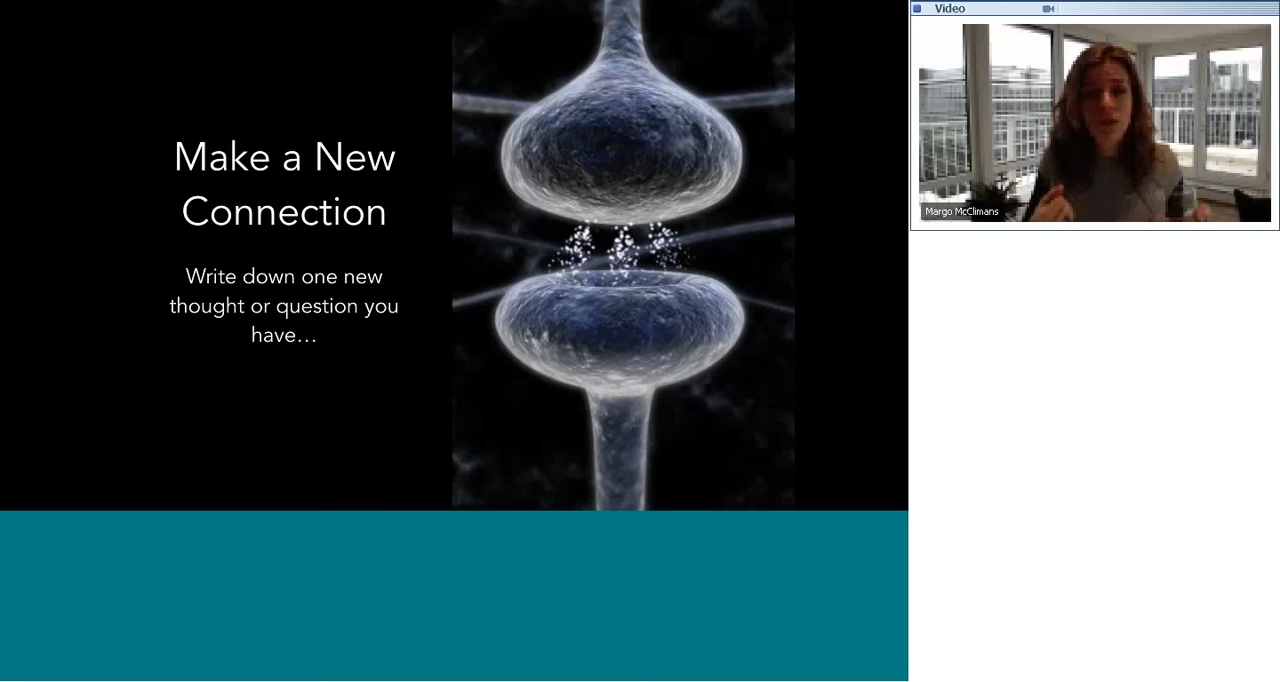 Make a New
Connection
Write down one new
thought or question you
have…
Video
Margo McClimans